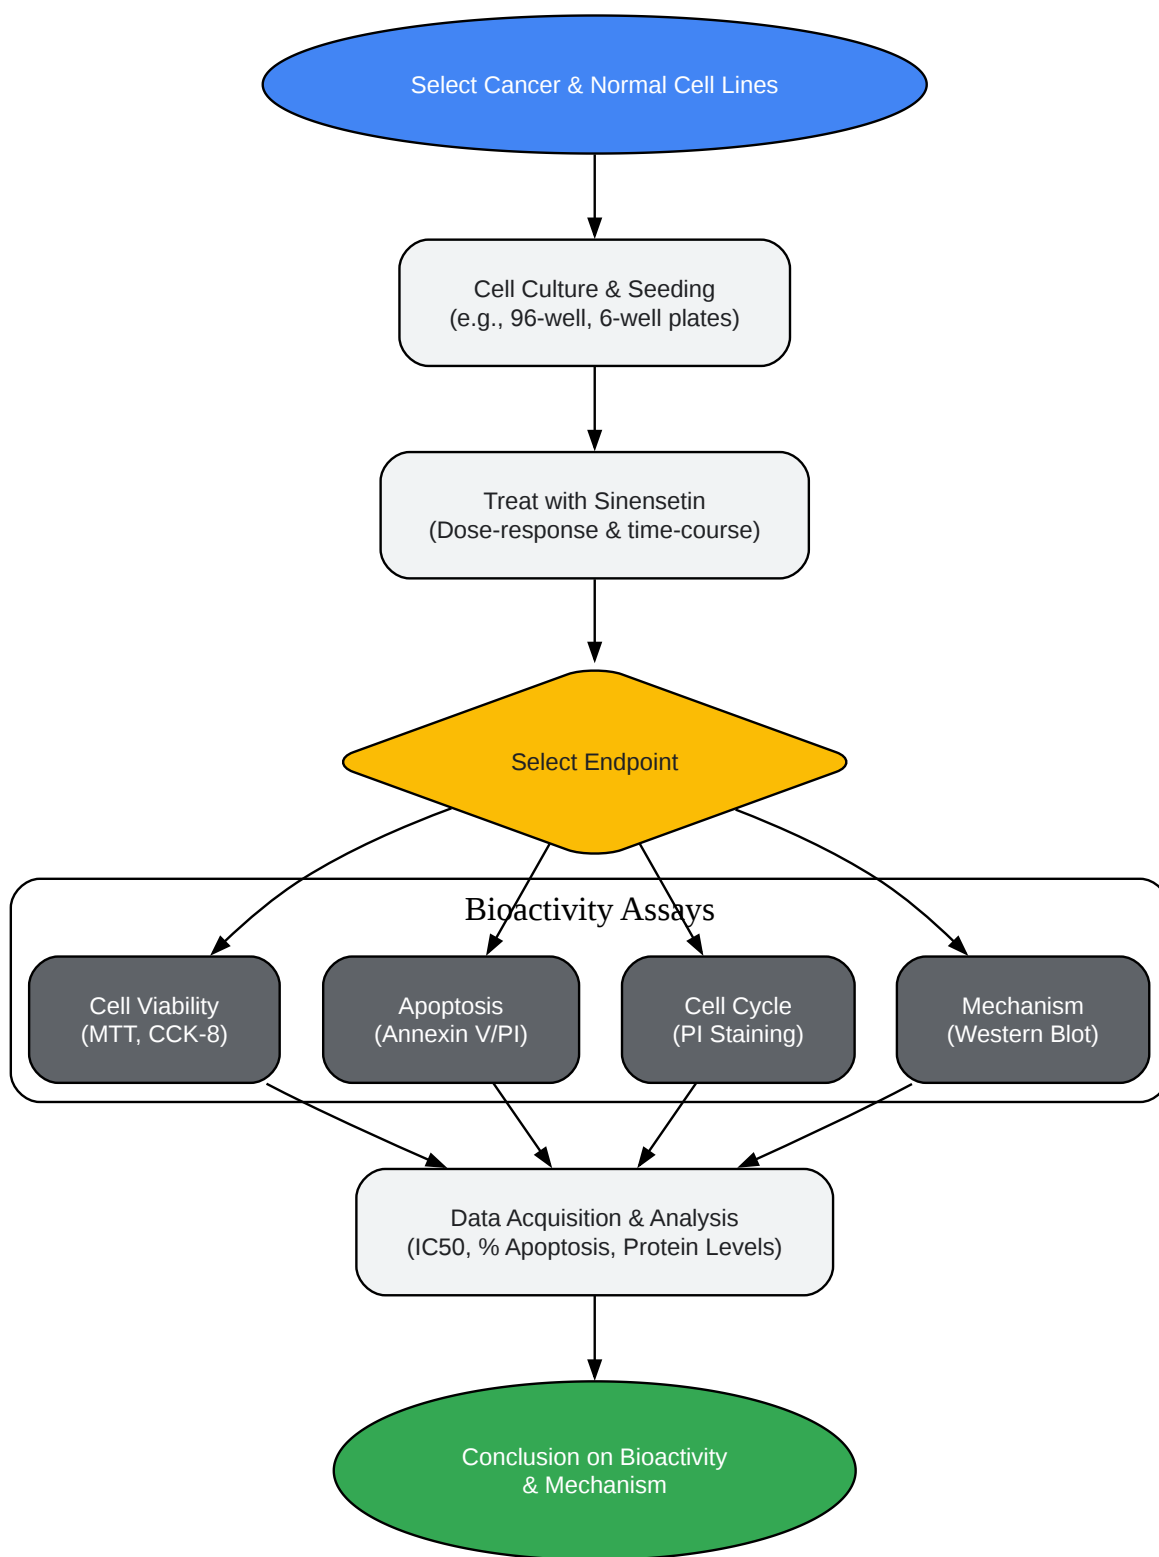 Select Cancer & Normal Cell Lines
Cell Culture & Seeding
(e.g., 96-well, 6-well plates)
Treat with Sinensetin
(Dose-response & time-course)
Select Endpoint
Bioactivity Assays
Cell Viability
(MTT, CCK-8)
Apoptosis
(Annexin V/PI)
Cell Cycle
(PI Staining)
Mechanism
(Western Blot)
Data Acquisition & Analysis
(IC50, % Apoptosis, Protein Levels)
Conclusion on Bioactivity
& Mechanism